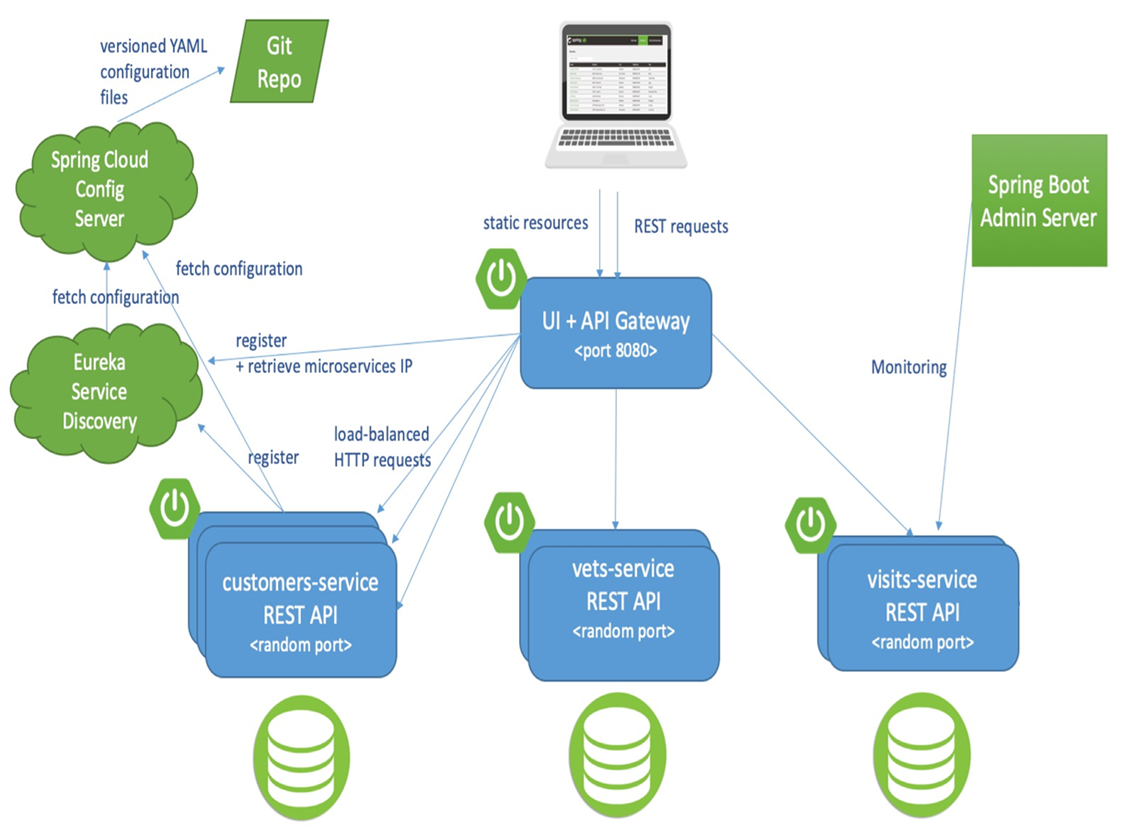 versioned YAML
configuration
files
Git
Repo
Spring Cloud
Config
Server
Spring Boot
Admin Server
static resources
REST requests
fetch configuration
fetch configuration
UI + API Gateway
<port 8080>
register
+ retrieve microservices IP
Eureka
Service
Discovery
Monitoring
load-balanced
HTTP requests
register
customers-service
REST API
<random port>
vets-service
REST API
<random port>
visits-service
REST API
<random port>